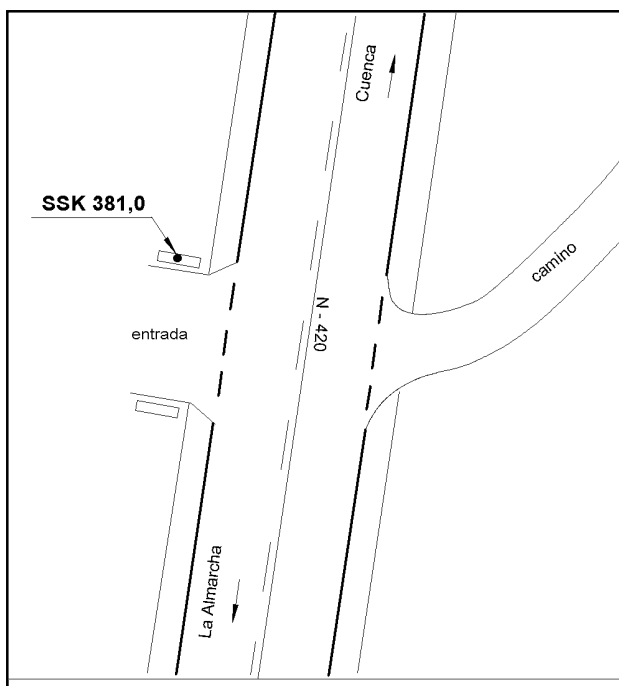 Cuenca
SSK 381,0
camino
N - 420
entrada
La Almarcha